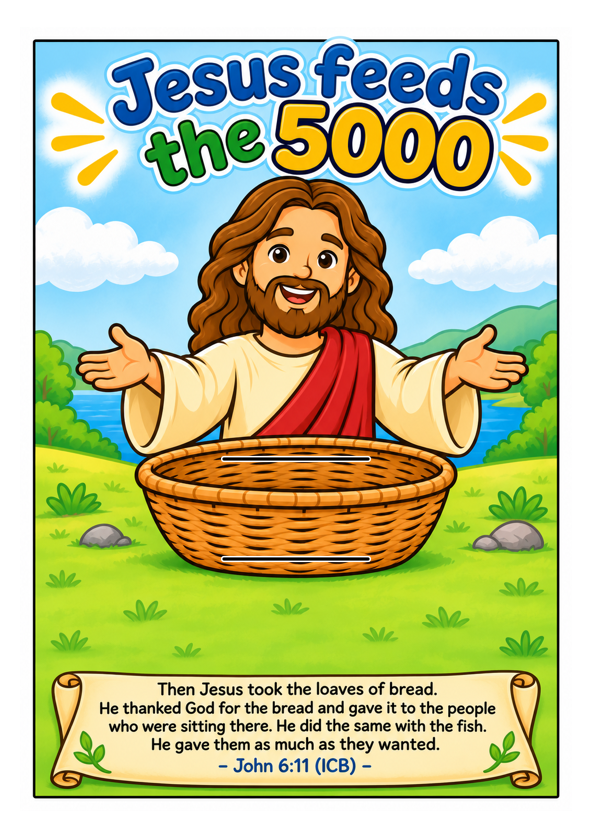 Jesus feeds
the 5000
Then Jesus took the loaves of bread.
He thanked God for the bread and gave it to the people
who were sitting there. He did the same with the fish.
He gave them as much as they wanted.
– John 6:11 (ICB) –